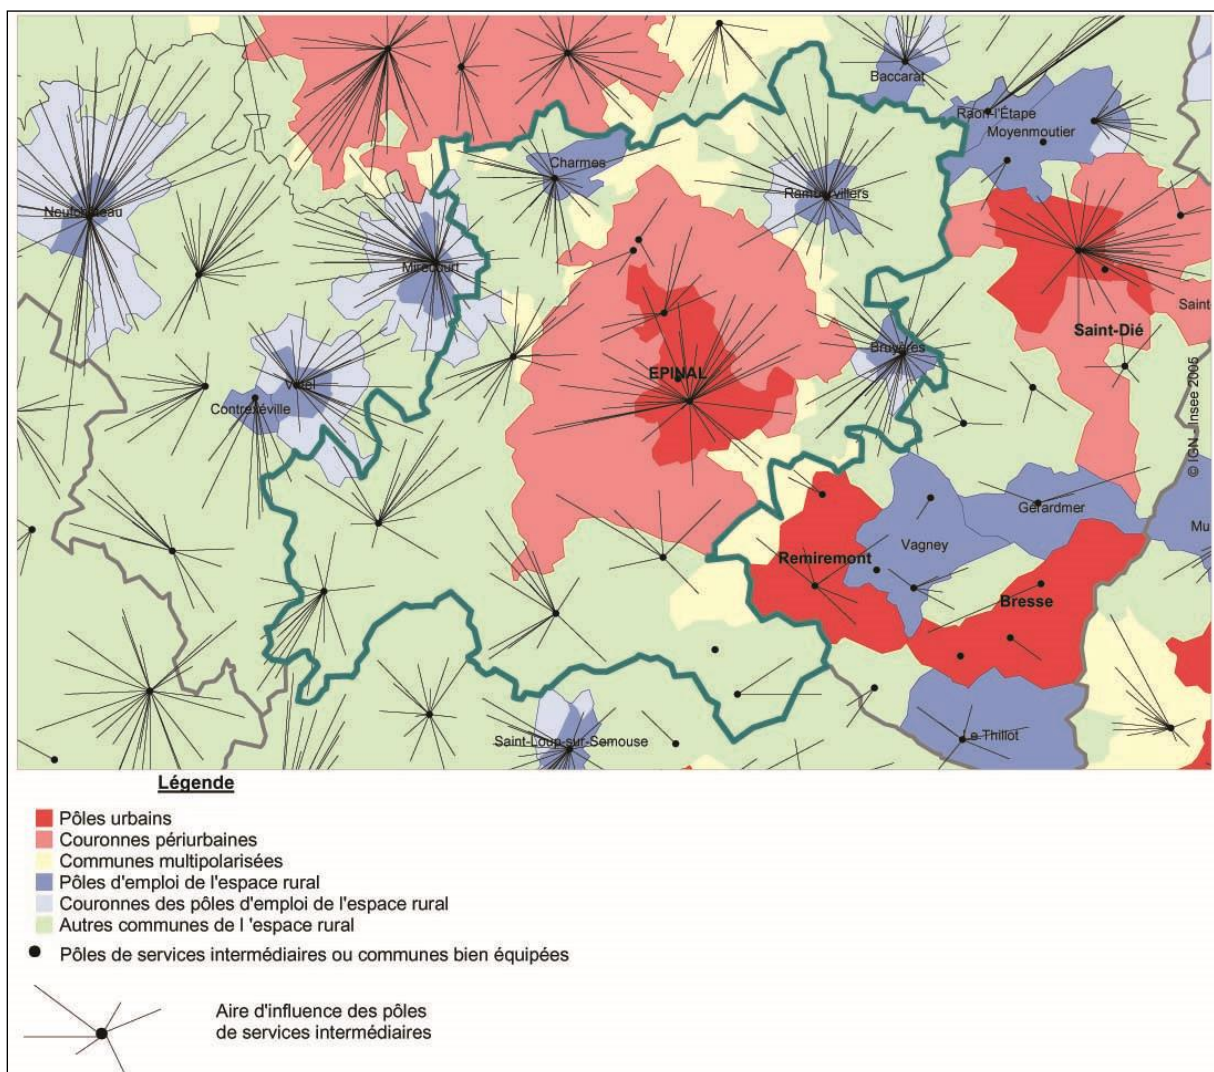 Baccarat
Raon-l'Étape
Moyenmoutier
Charmes
Rambervillers
Neufchâteau
Mirecourt
Saint-
Saint-Dié
Bruyères
EPINAL
Vittel
Contrexéville
© IGN - Insee 2005
Gérardmer
Mu
Vagney
Remiremont
Bresse
Le Thillot
Saint-Loup-sur-Semouse
Légende
Pôles urbains
Couronnes périurbaines
Communes multipolarisées
Pôles d'emploi de l'espace rural
Couronnes des pôles d'emploi de l'espace rural
Autres communes de l 'espace rural
Pôles de services intermédiaires ou communes bien équipées
Aire d'influence des pôles
de services intermédiaires